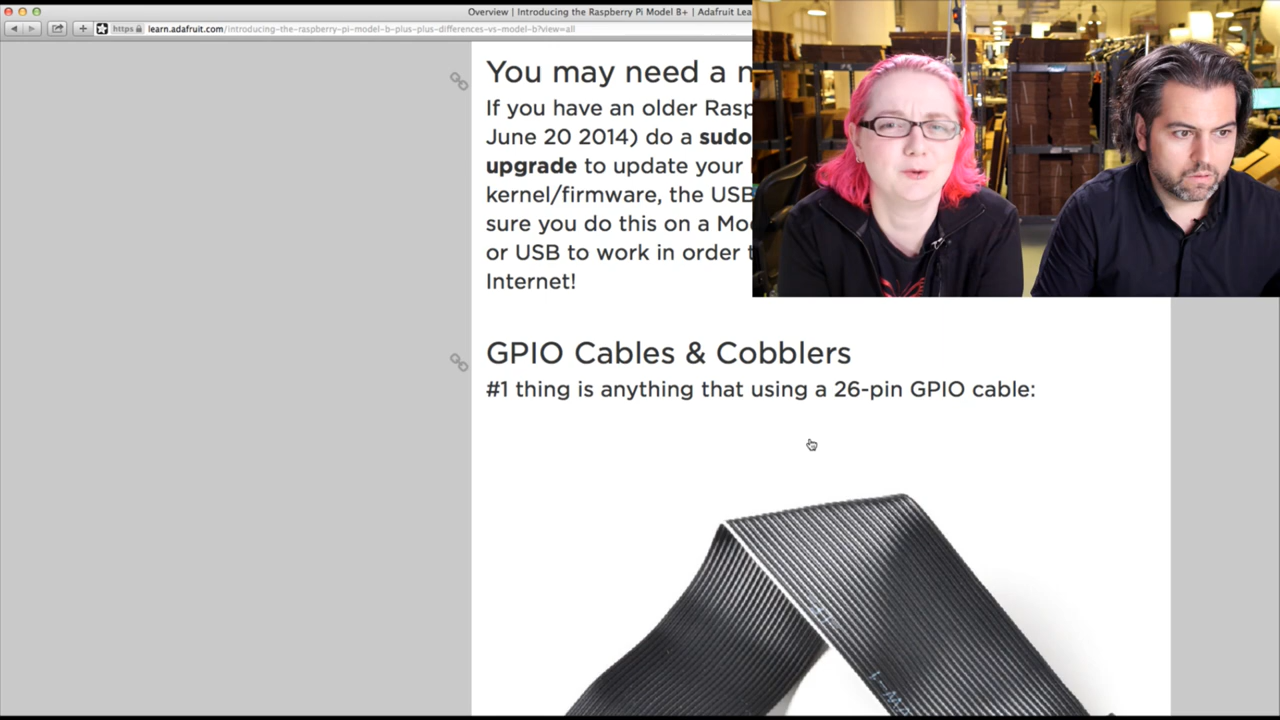 Overview | Introducing the Raspberry Pi Model B+ | Adafruit Lea
https learn.adafruit.com/introducing-the-raspberry-pi-model-b-plus-plus-differences-vs-model-b?view=all
You may need a n
If you have an older Rasp
June 20 2014) do a sudo
upgrade to update your
kernel/firmware, the USB
sure you do this on a Mod
or USB to work in order t
Internet!
GPIO Cables & Cobblers
#1 thing is anything that using a 26-pin GPIO cable: